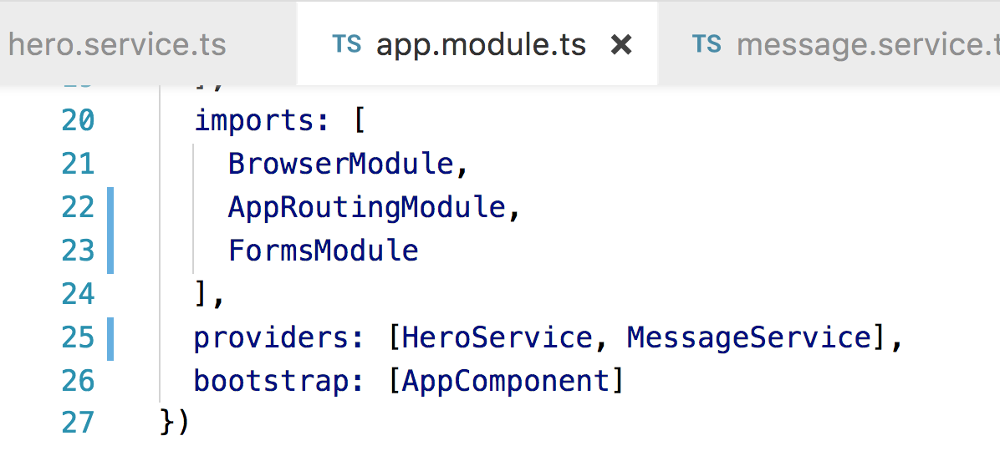 hero.service.ts TS app.module.ts × TS message.service.t
20 imports: [
21 BrowserModule,
22 AppRoutingModule,
23 FormsModule
24 ],
25 providers: [HeroService, MessageService],
26 bootstrap: [AppComponent]
27 })